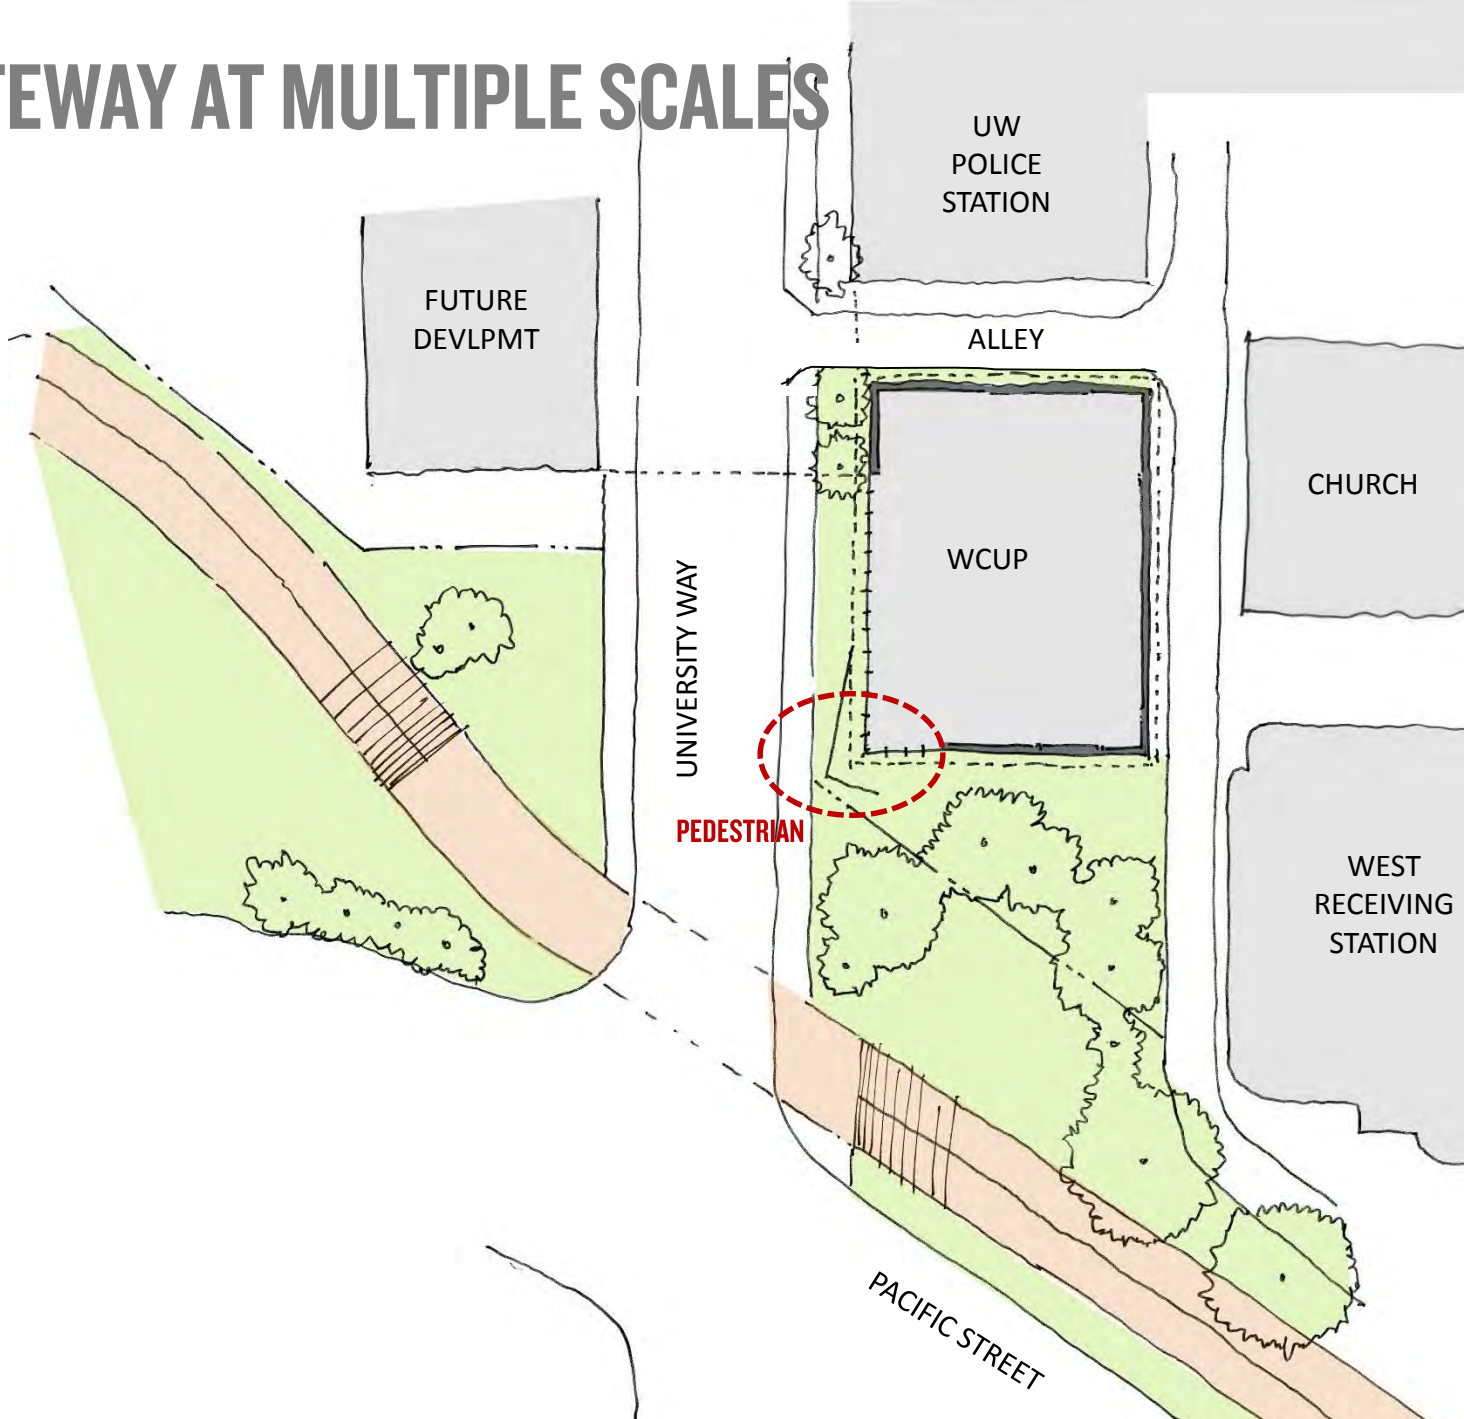 TEWAY AT MULTIPLE SCALES
UW
POLICE
STATION
FUTURE
DEVLPMT
ALLEY
CHURCH
WCUP
UNIVERSITY WAY
PEDESTRIAN
WEST
RECEIVING
STATION
PACIFIC STREET